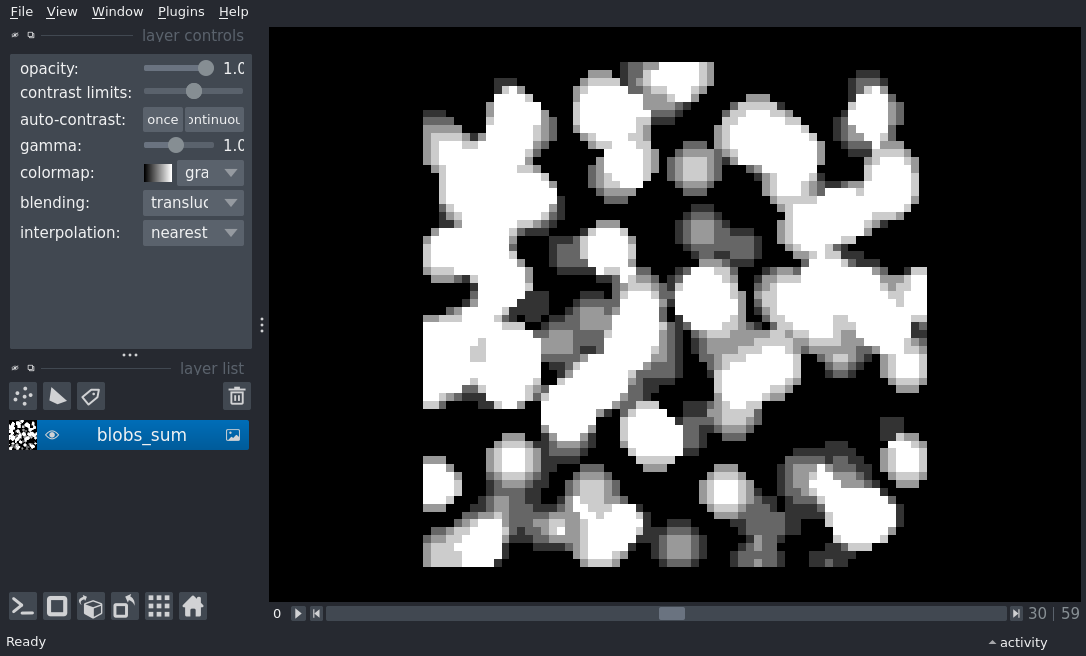 File View Window Plugins Help
layer controls
opacity: 1.0
contrast limits:
auto-contrast: once ontinuou
gamma: 1.0
colormap: gra
blending: transluc
interpolation: nearest
layer list
blobs_sum
0 30 | 59
Ready activity